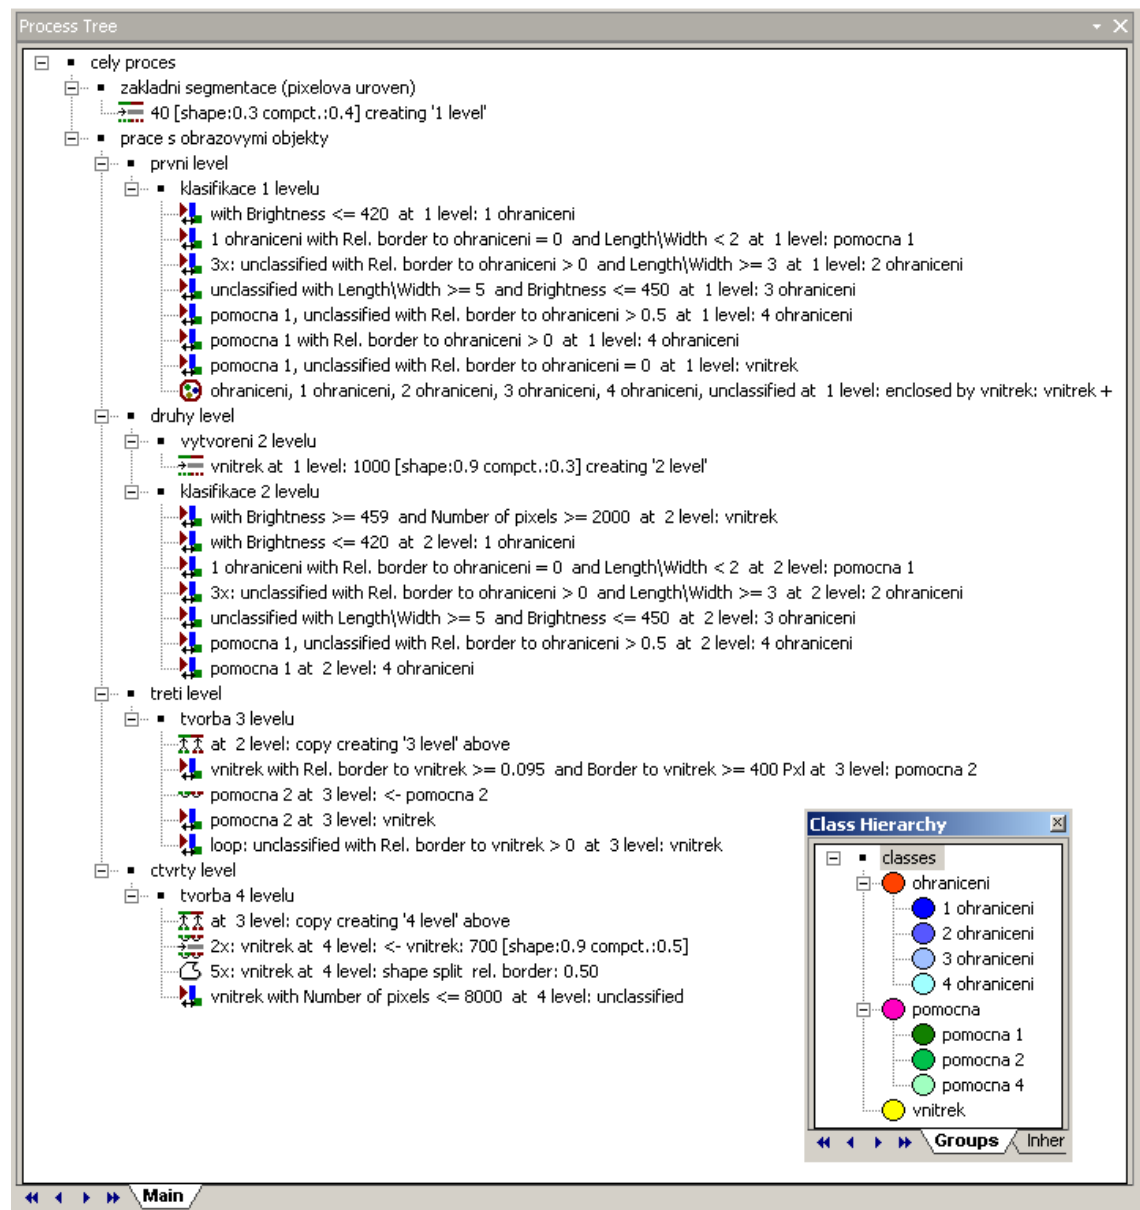 Process Tree
cely proces
zakladni segmentace (pixelova uroven)
40 [shape:0.3 compct.:0.4] creating '1 level'
prace s obrazovymi objekty
prvni level
klasifikace 1 levelu
with Brightness <= 420 at 1 level: 1 ohraniceni
1 ohraniceni with Rel. border to ohraniceni = 0 and Length\Width < 2 at 1 level: pomocna 1
3x: unclassified with Rel. border to ohraniceni > 0 and Length\Width >= 3 at 1 level: 2 ohraniceni
unclassified with Length\Width >= 5 and Brightness <= 450 at 1 level: 3 ohraniceni
pomocna 1, unclassified with Rel. border to ohraniceni > 0.5 at 1 level: 4 ohraniceni
pomocna 1 with Rel. border to ohraniceni > 0 at 1 level: 4 ohraniceni
pomocna 1, unclassified with Rel. border to ohraniceni = 0 at 1 level: vnitrek
ohraniceni, 1 ohraniceni, 2 ohraniceni, 3 ohraniceni, 4 ohraniceni, unclassified at 1 level: enclosed by vnitrek: vnitrek +
druhy level
vytvoreni 2 levelu
vnitrek at 1 level: 1000 [shape:0.9 compct.:0.3] creating '2 level'
klasifikace 2 levelu
with Brightness >= 459 and Number of pixels >= 2000 at 2 level: vnitrek
with Brightness <= 420 at 2 level: 1 ohraniceni
1 ohraniceni with Rel. border to ohraniceni = 0 and Length\Width < 2 at 2 level: pomocna 1
3x: unclassified with Rel. border to ohraniceni > 0 and Length\Width >= 3 at 2 level: 2 ohraniceni
unclassified with Length\Width >= 5 and Brightness <= 450 at 2 level: 3 ohraniceni
pomocna 1, unclassified with Rel. border to ohraniceni > 0.5 at 2 level: 4 ohraniceni
pomocna 1 at 2 level: 4 ohraniceni
treti level
tvorba 3 levelu
at 2 level: copy creating '3 level' above
vnitrek with Rel. border to vnitrek >= 0.095 and Border to vnitrek >= 400 Pxl at 3 level: pomocna 2
pomocna 2 at 3 level: <- pomocna 2
pomocna 2 at 3 level: vnitrek
loop: unclassified with Rel. border to vnitrek > 0 at 3 level: vnitrek
ctvrty level
tvorba 4 levelu
at 3 level: copy creating '4 level' above
2x: vnitrek at 4 level: <- vnitrek: 700 [shape:0.9 compct.:0.5]
5x: vnitrek at 4 level: shape split rel. border: 0.50
vnitrek with Number of pixels <= 8000 at 4 level: unclassified
Class Hierarchy
classes
ohraniceni
1 ohraniceni
2 ohraniceni
3 ohraniceni
4 ohraniceni
pomocna
pomocna 1
pomocna 2
pomocna 4
vnitrek
Groups Inher
Main